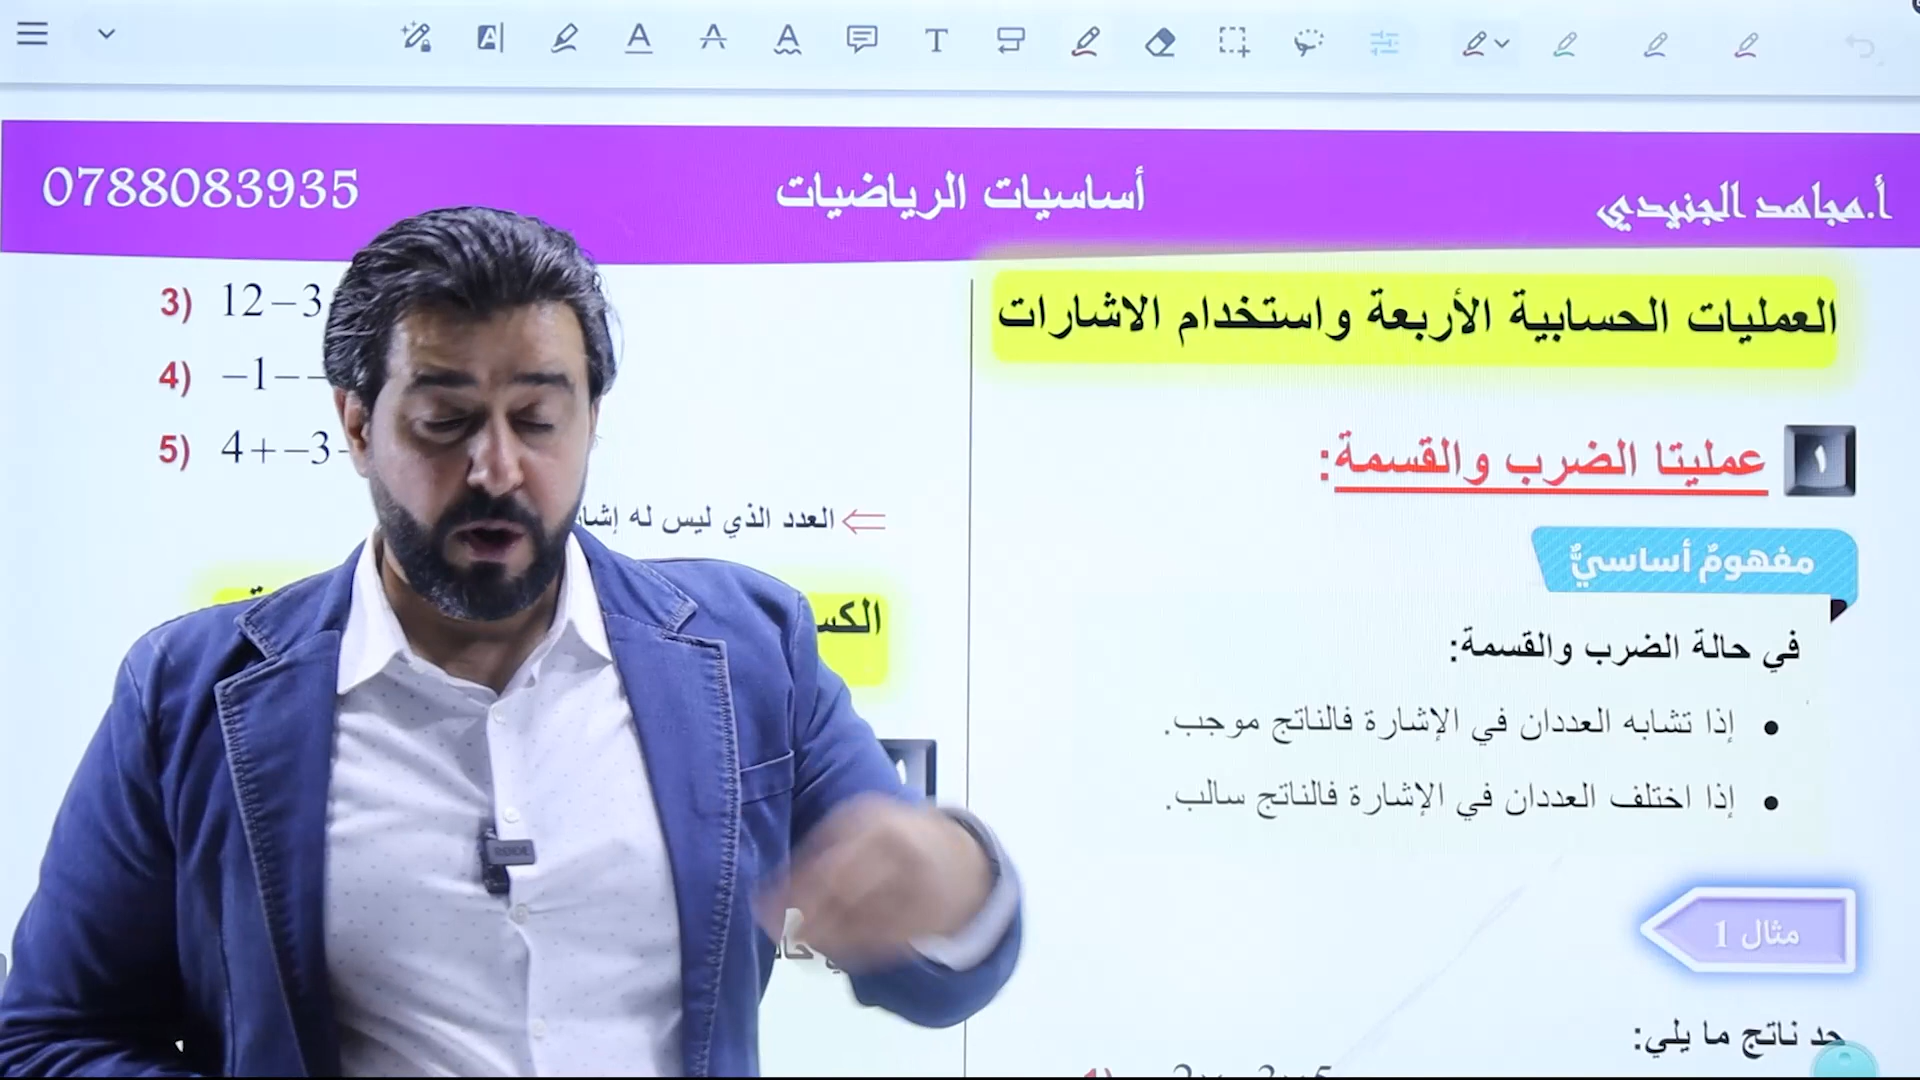 أ.مجاهد الجنيدي
أساسيات الرياضيات
0788083935
العمليات الحسابية الأربعة واستخدام الاشارات
١
عمليتا الضرب والقسمة:
مفهومٌ أساسيٌّ
في حالة الضرب والقسمة:
• إذا تشابه العددان في الإشارة فالناتج موجب.
• إذا اختلف العددان في الإشارة فالناتج سالب.
مثال 1
جد ناتج ما يلي:
3) 12−3
4) −1−
5) 4+−3
العدد الذي ليس له
RODE